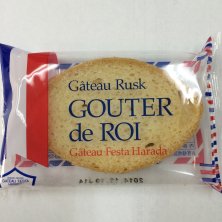 Gâteau Rusk
GOUTER
de ROI
Gâteau Festa Harada